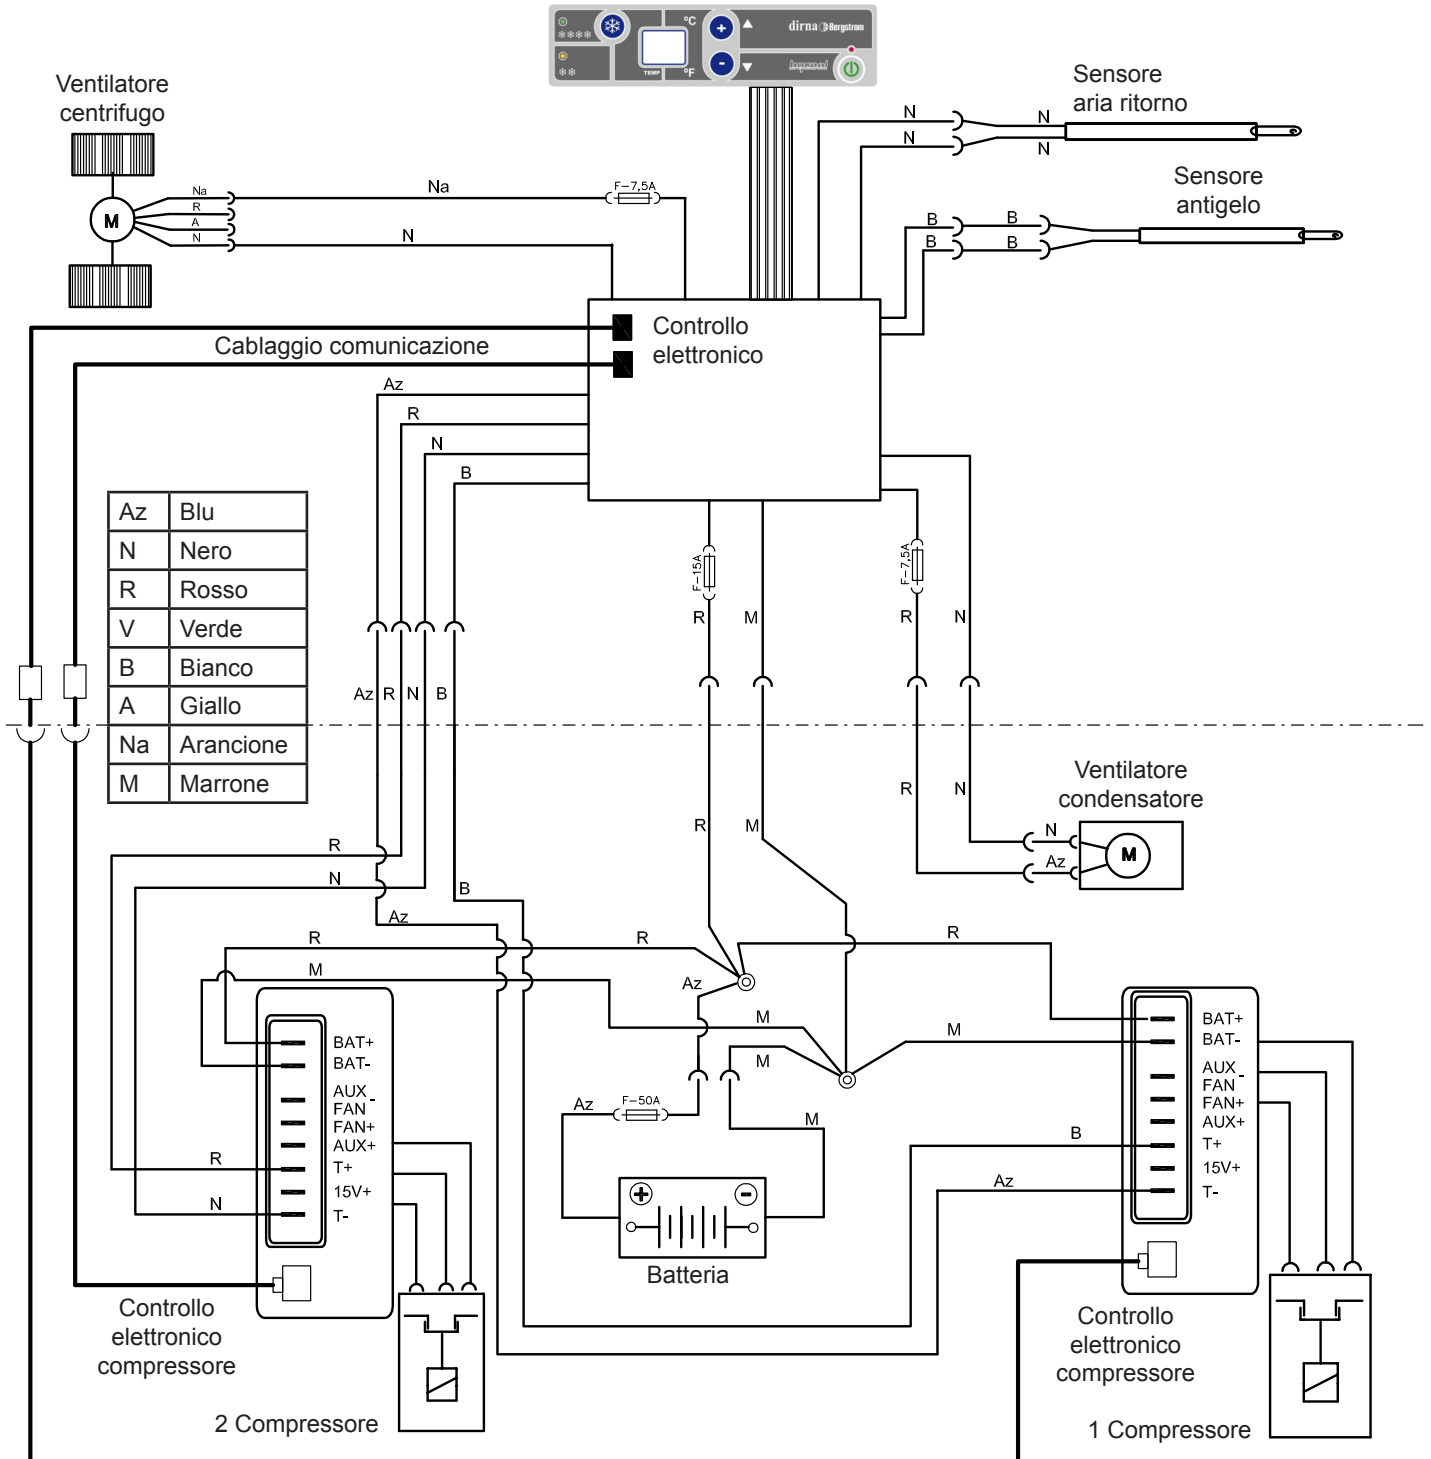 °C
dirna Bergstrom
TEMP
°F
bycool
Ventilatore
centrifugo
Sensore
aria ritorno
N
N
N
N
Sensore
antigelo
Na
R
A
N
M
Na
F-7,5A
N
B
B
B
B
Controllo
elettronico
Cablaggio comunicazione
Az
R
N
B
Az Blu
N Nero
R Rosso
V Verde
B Bianco
A Giallo
Na Arancione
M Marrone
F-15A
F-7,5A
R
M
R
N
Az
R
N
B
Ventilatore
condensatore
R
N
R
M
N
Az
M
R
N
B
Az
R
R
R
M
Az
M
M
M
BAT+
BAT-
AUX
FAN -
FAN+
AUX+
T+
15V+
T-
R
N
Az
F-50A
M
B
Az
BAT+
BAT-
AUX
FAN -
FAN+
AUX+
T+
15V+
T-
Batteria
Controllo
elettronico
compressore
2 Compressore
Controllo
elettronico
compressore
1 Compressore